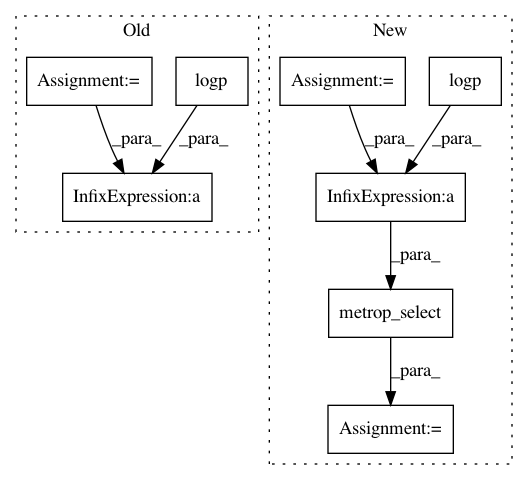 Old
Assignment:=
logp
_para_
_para_
InfixExpression:a
New
Assignment:=
logp
_para_
_para_
InfixExpression:a
_para_
metrop_select
_para_
Assignment:=